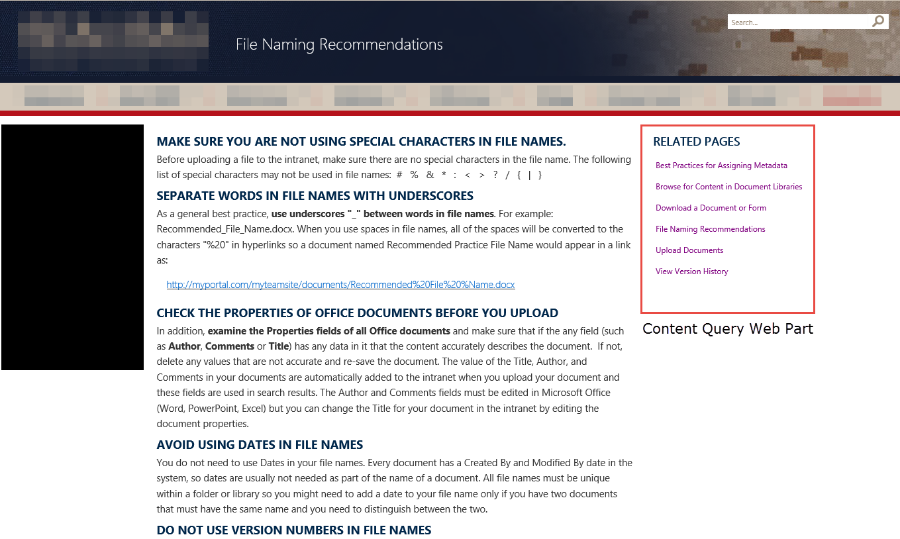 Search...
File Naming Recommendations
MAKE SURE YOU ARE NOT USING SPECIAL CHARACTERS IN FILE NAMES.
Before uploading a file to the intranet, make sure there are no special characters in the file name. The following
list of special characters may not be used in file names: # % & * : < > ? / { | }
SEPARATE WORDS IN FILE NAMES WITH UNDERSCORES
As a general best practice, use underscores "_" between words in file names. For example:
Recommended_File_Name.docx. When you use spaces in file names, all of the spaces will be converted to the
characters "%20" in hyperlinks so a document named Recommended Practice File Name would appear in a link
as:
http://myportal.com/myteamsite/documents/Recommended%20File%20%Name.docx
CHECK THE PROPERTIES OF OFFICE DOCUMENTS BEFORE YOU UPLOAD
In addition, examine the Properties fields of all Office documents and make sure that if the any field (such
as Author, Comments or Title) has any data in it that the content accurately describes the document. If not,
delete any values that are not accurate and re-save the document. The value of the Title, Author, and
Comments in your documents are automatically added to the intranet when you upload your document and
these fields are used in search results. The Author and Comments fields must be edited in Microsoft Office
(Word, PowerPoint, Excel) but you can change the Title for your document in the intranet by editing the
document properties.
AVOID USING DATES IN FILE NAMES
You do not need to use Dates in your file names. Every document has a Created By and Modified By date in the
system, so dates are usually not needed as part of the name of a document. All file names must be unique
within a folder or library so you might need to add a date to your file name only if you have two documents
that must have the same name and you need to distinguish between the two.
DO NOT USE VERSION NUMBERS IN FILE NAMES
RELATED PAGES
Best Practices for Assigning Metadata
Browse for Content in Document Libraries
Download a Document or Form
File Naming Recommendations
Upload Documents
View Version History
Content Query Web Part